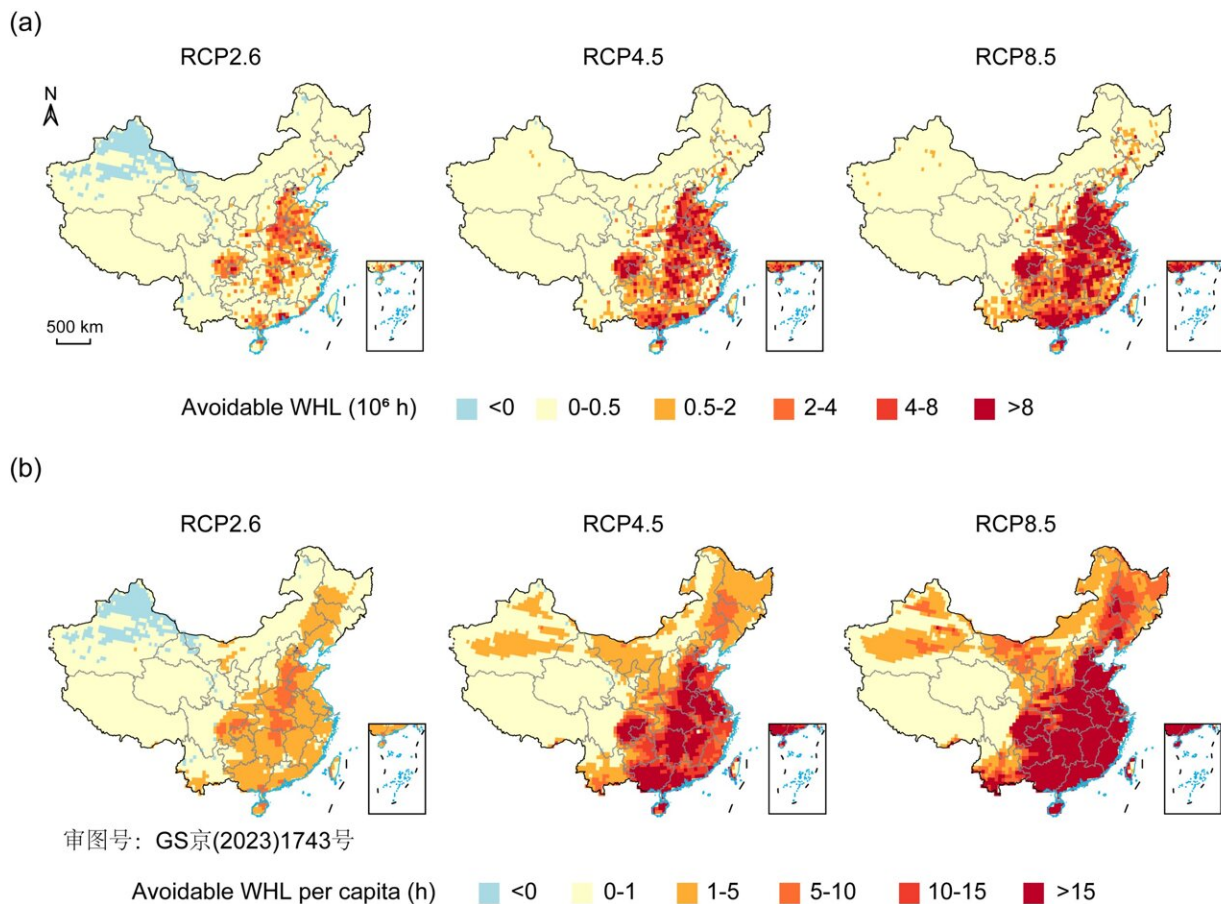 (a)
RCP2.6
RCP4.5
RCP8.5
N
500 km
Avoidable WHL (10⁶ h) <0 0-0.5 0.5-2 2-4 4-8 >8
(b)
RCP2.6
RCP4.5
RCP8.5
审图号：GS京(2023)1743号
Avoidable WHL per capita (h) <0 0-1 1-5 5-10 10-15 >15